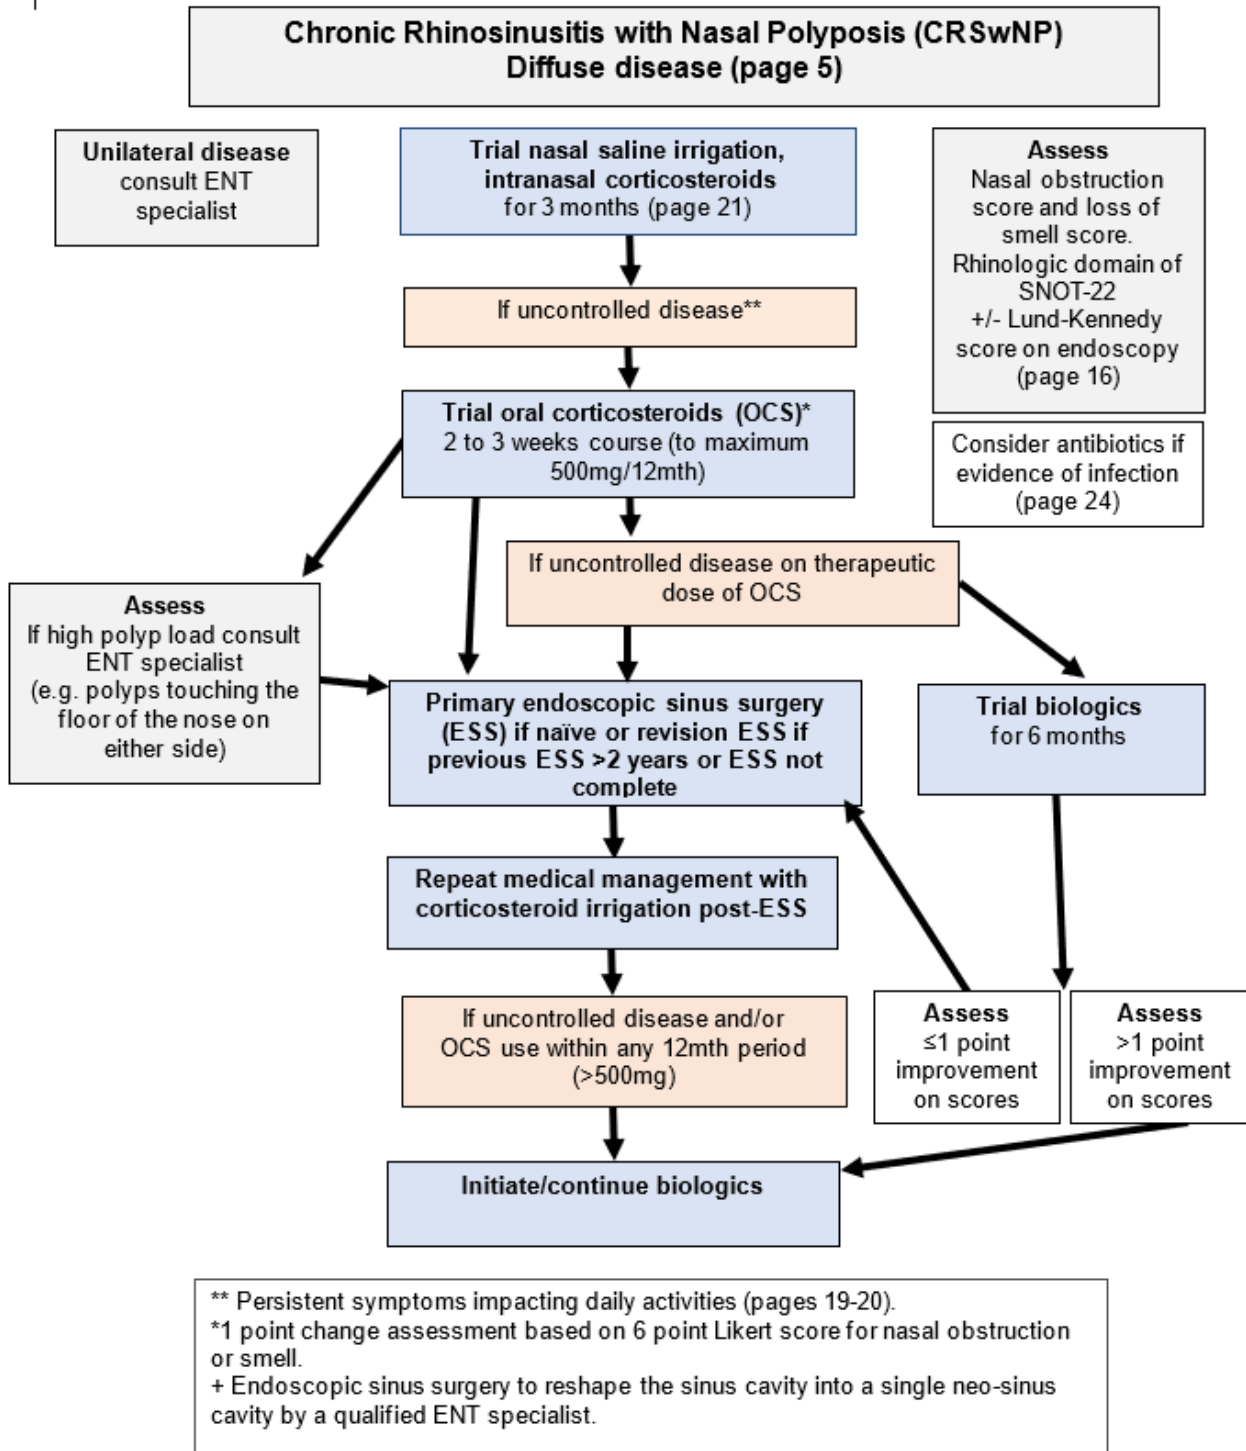 Chronic Rhinosinusitis with Nasal Polyposis (CRSwNP)
Diffuse disease (page 5)
Unilateral disease
consult ENT
specialist
Trial nasal saline irrigation,
intranasal corticosteroids
for 3 months (page 21)
Assess
Nasal obstruction
score and loss of
smell score.
Rhinologic domain of
SNOT-22
+/- Lund-Kennedy
score on endoscopy
(page 16)
If uncontrolled disease**
Trial oral corticosteroids (OCS)*
2 to 3 weeks course (to maximum
500mg/12mth)
Consider antibiotics if
evidence of infection
(page 24)
If uncontrolled disease on therapeutic
dose of OCS
Assess
If high polyp load consult
ENT specialist
(e.g. polyps touching the
floor of the nose on
either side)
Primary endoscopic sinus surgery
(ESS) if naïve or revision ESS if
previous ESS >2 years or ESS not
complete
Trial biologics
for 6 months
Repeat medical management with
corticosteroid irrigation post-ESS
If uncontrolled disease and/or
OCS use within any 12mth period
(>500mg)
Assess
≤1 point
improvement
on scores
Assess
>1 point
improvement
on scores
Initiate/continue biologics
** Persistent symptoms impacting daily activities (pages 19-20).
*1 point change assessment based on 6 point Likert score for nasal obstruction
or smell.
+ Endoscopic sinus surgery to reshape the sinus cavity into a single neo-sinus
cavity by a qualified ENT specialist.